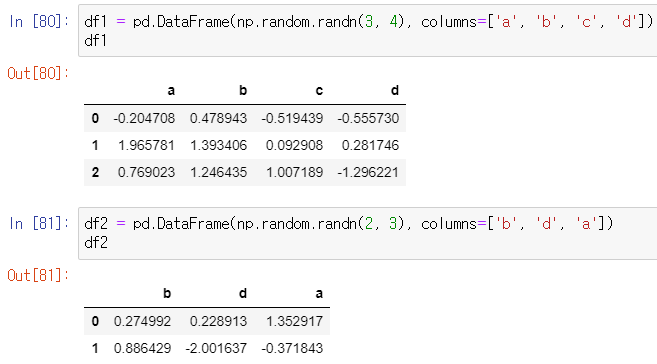 In [80]: df1 = pd.DataFrame(np.random.randn(3, 4), columns=['a', 'b', 'c', 'd'])
df1
Out[80]:
a b c d
0 -0.204708 0.478943 -0.519439 -0.555730
1 1.965781 1.393406 0.092908 0.281746
2 0.769023 1.246435 1.007189 -1.296221
In [81]: df2 = pd.DataFrame(np.random.randn(2, 3), columns=['b', 'd', 'a'])
df2
Out[81]:
b d a
0 0.274992 0.228913 1.352917
1 0.886429 -2.001637 -0.371843